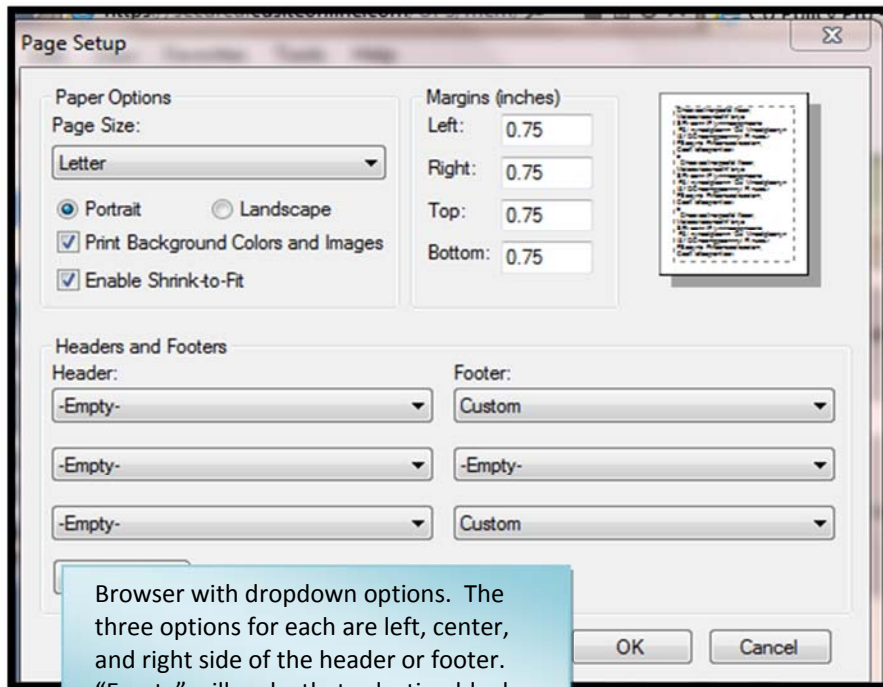 Page Setup
Paper Options
Page Size:
Letter
Portrait Landscape
Print Background Colors and Images
Enable Shrink-to-Fit
Margins (inches)
Left: 0.75
Right: 0.75
Top: 0.75
Bottom: 0.75
Headers and Footers
Header: Footer:
-Empty- Custom
-Empty- -Empty-
-Empty- Custom
Browser with dropdown options. The
three options for each are left, center,
and right side of the header or footer.
OK Cancel